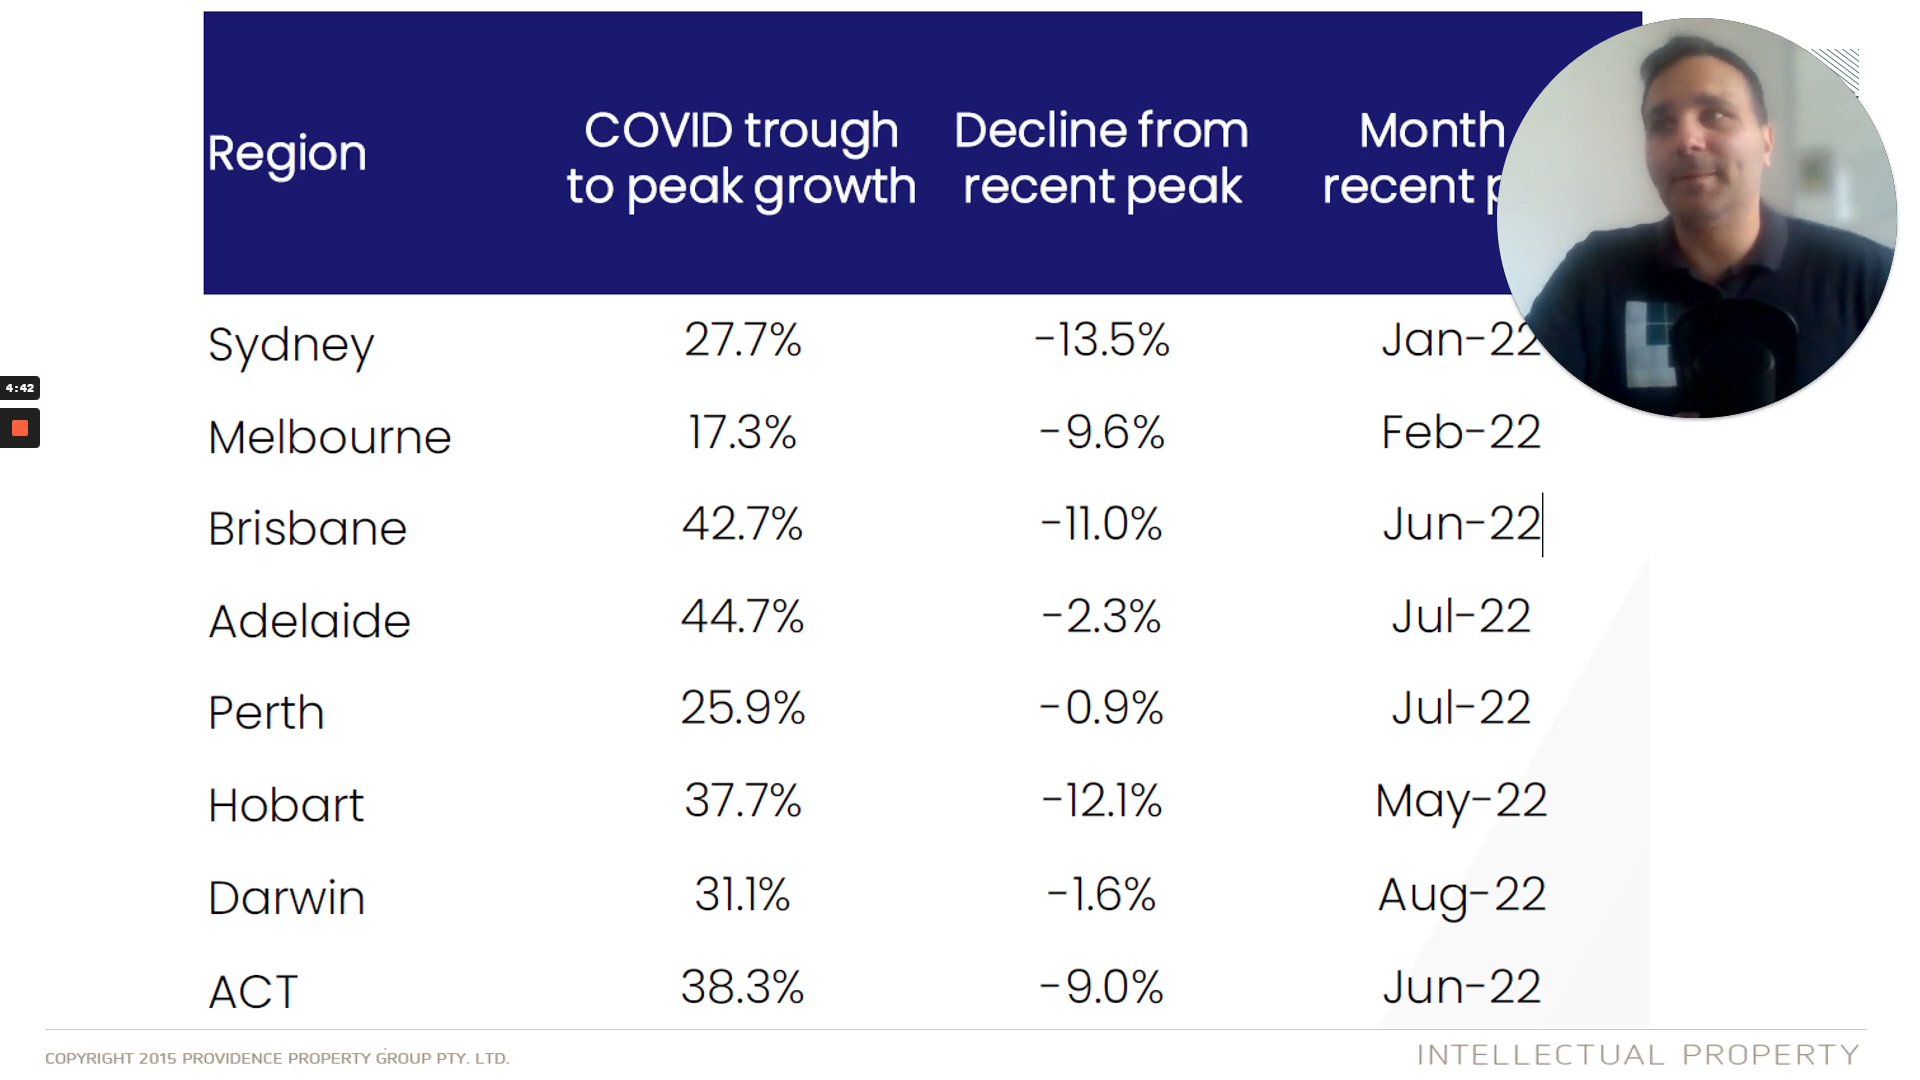 Region COVID trough Decline from Month
to peak growth recent peak recent
Sydney 27.7% -13.5% Jan-22
4:42
Melbourne 17.3% -9.6% Feb-22
Brisbane 42.7% -11.0% Jun-22
Adelaide 44.7% -2.3% Jul-22
Perth 25.9% -0.9% Jul-22
Hobart 37.7% -12.1% May-22
Darwin 31.1% -1.6% Aug-22
ACT 38.3% -9.0% Jun-22
COPYRIGHT 2015 PROVIDENCE PROPERTY GROUP PTY. LTD.
INTELLECTUAL PROPERTY